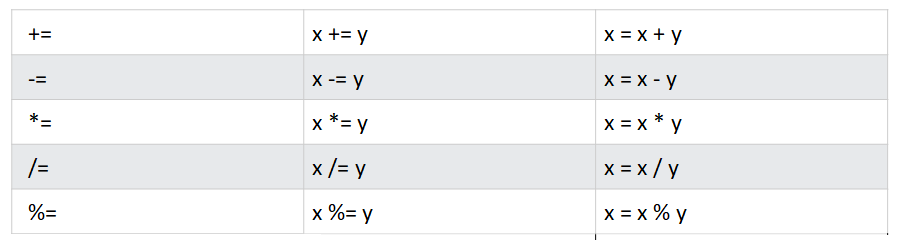 += x += y x = x + y
-= x -= y x = x - y
*= x *= y x = x * y
/= x /= y x = x / y
%= x %= y x = x % y